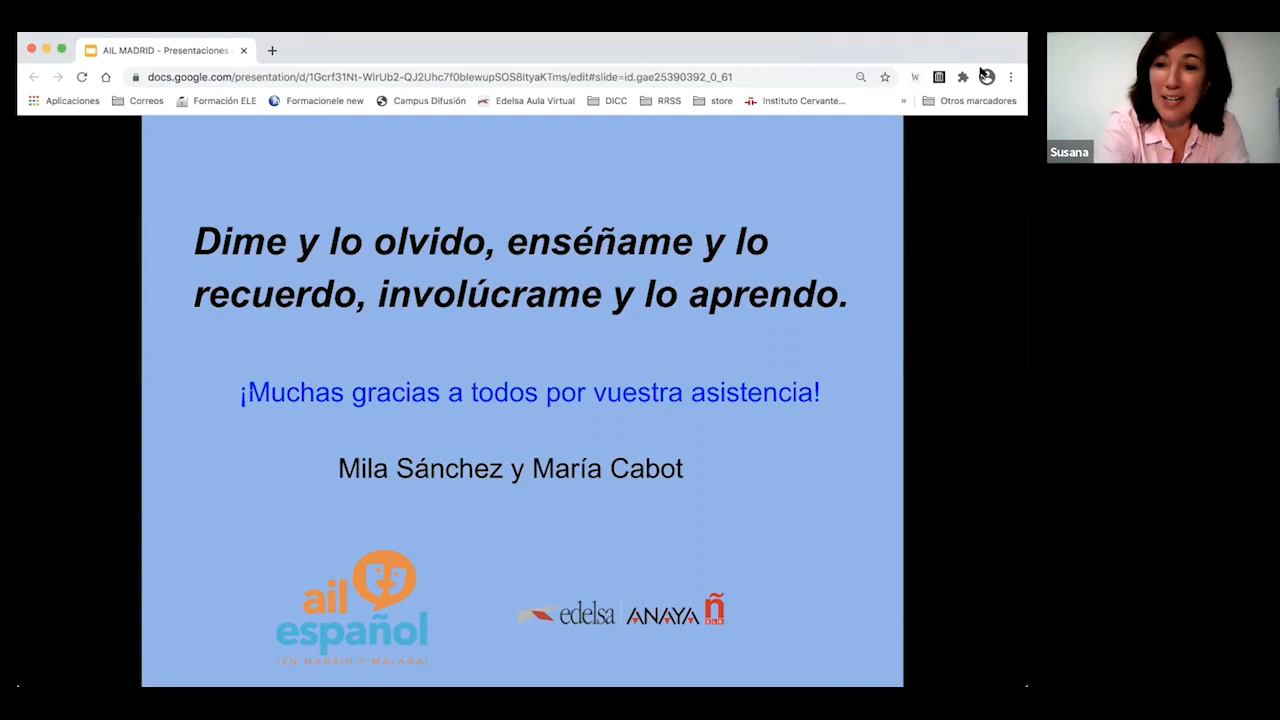 AIL MADRID - Presentaciones
docs.google.com/presentation/d/1Gcrf31Nt-WlrUb2-QJ2Uhc7f0blewupSOS8ltyaKTms/edit#slide=id.gae25390392_0_61
W
Aplicaciones
Correos
Formación ELE
Formacionele new
Campus Difusión
Edelsa Aula Virtual
DICC
RRSS
store
Instituto Cervante...
»
Otros marcadores
Susana
Dime y lo olvido, enséñame y lo
recuerdo, involúcrame y lo aprendo.
¡Muchas gracias a todos por vuestra asistencia!
Mila Sánchez y María Cabot
ail
español
¡EN MADRID Y MÁLAGA!
edelsa
ANAYA
ñ
ELE